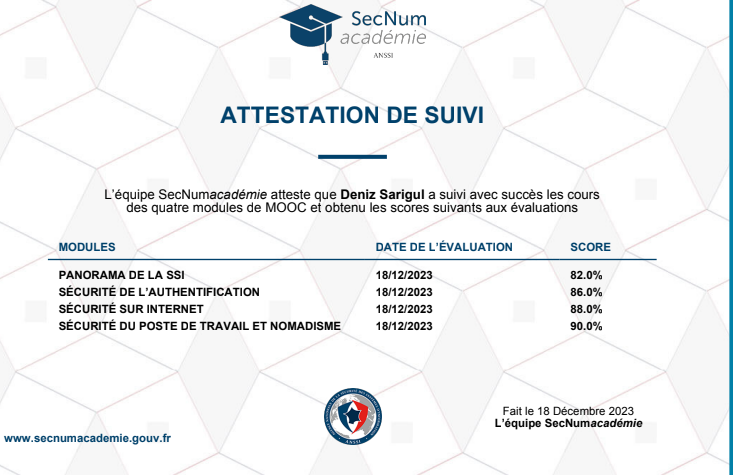 SecNum
académie
ANSSI
ATTESTATION DE SUIVI
L'équipe SecNumacadémie atteste que Deniz Sarigul a suivi avec succès les cours
des quatre modules de MOOC et obtenu les scores suivants aux évaluations
MODULES DATE DE L'ÉVALUATION SCORE
PANORAMA DE LA SSI 18/12/2023 82.0%
SÉCURITÉ DE L'AUTHENTIFICATION 18/12/2023 86.0%
SÉCURITÉ SUR INTERNET 18/12/2023 88.0%
SÉCURITÉ DU POSTE DE TRAVAIL ET NOMADISME 18/12/2023 90.0%
ANSSI
Fait le 18 Décembre 2023
L'équipe SecNumacadémie
www.secnumacademie.gouv.fr